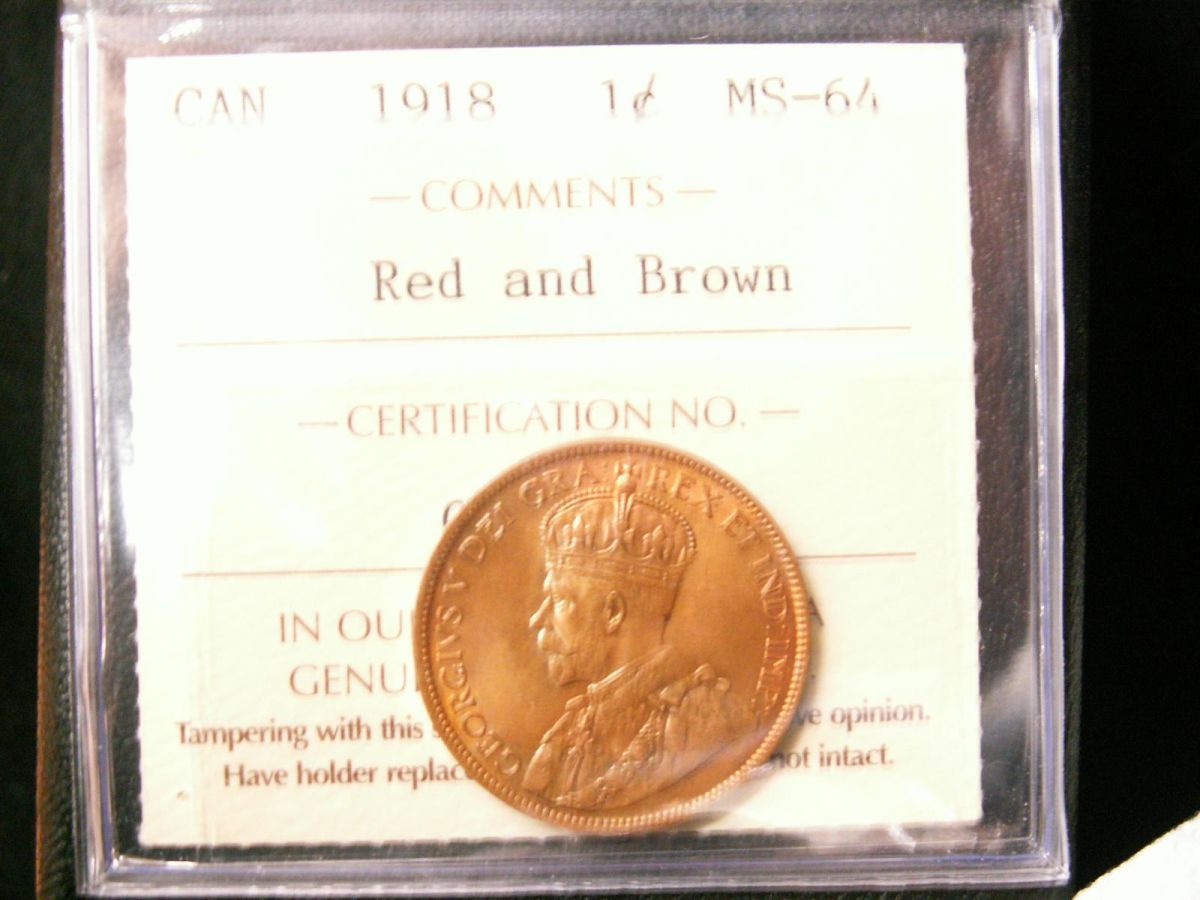 CAN 1918 1¢ MS-64
— COMMENTS —
Red and Brown
— CERTIFICATION NO. —
IN OU
GENU
Tampering with this ve opinion.
Have holder replac not intact.
GEORGIVS V DEI GRA: REX ET IND: IMP: